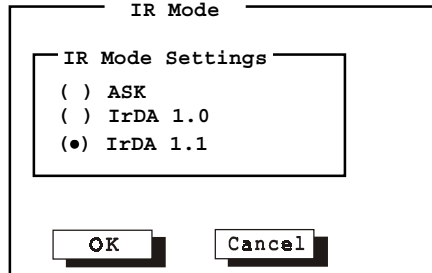 IR Mode
IR Mode Settings
( ) ASK
( ) IrDA 1.0
(•) IrDA 1.1
OK
Cancel